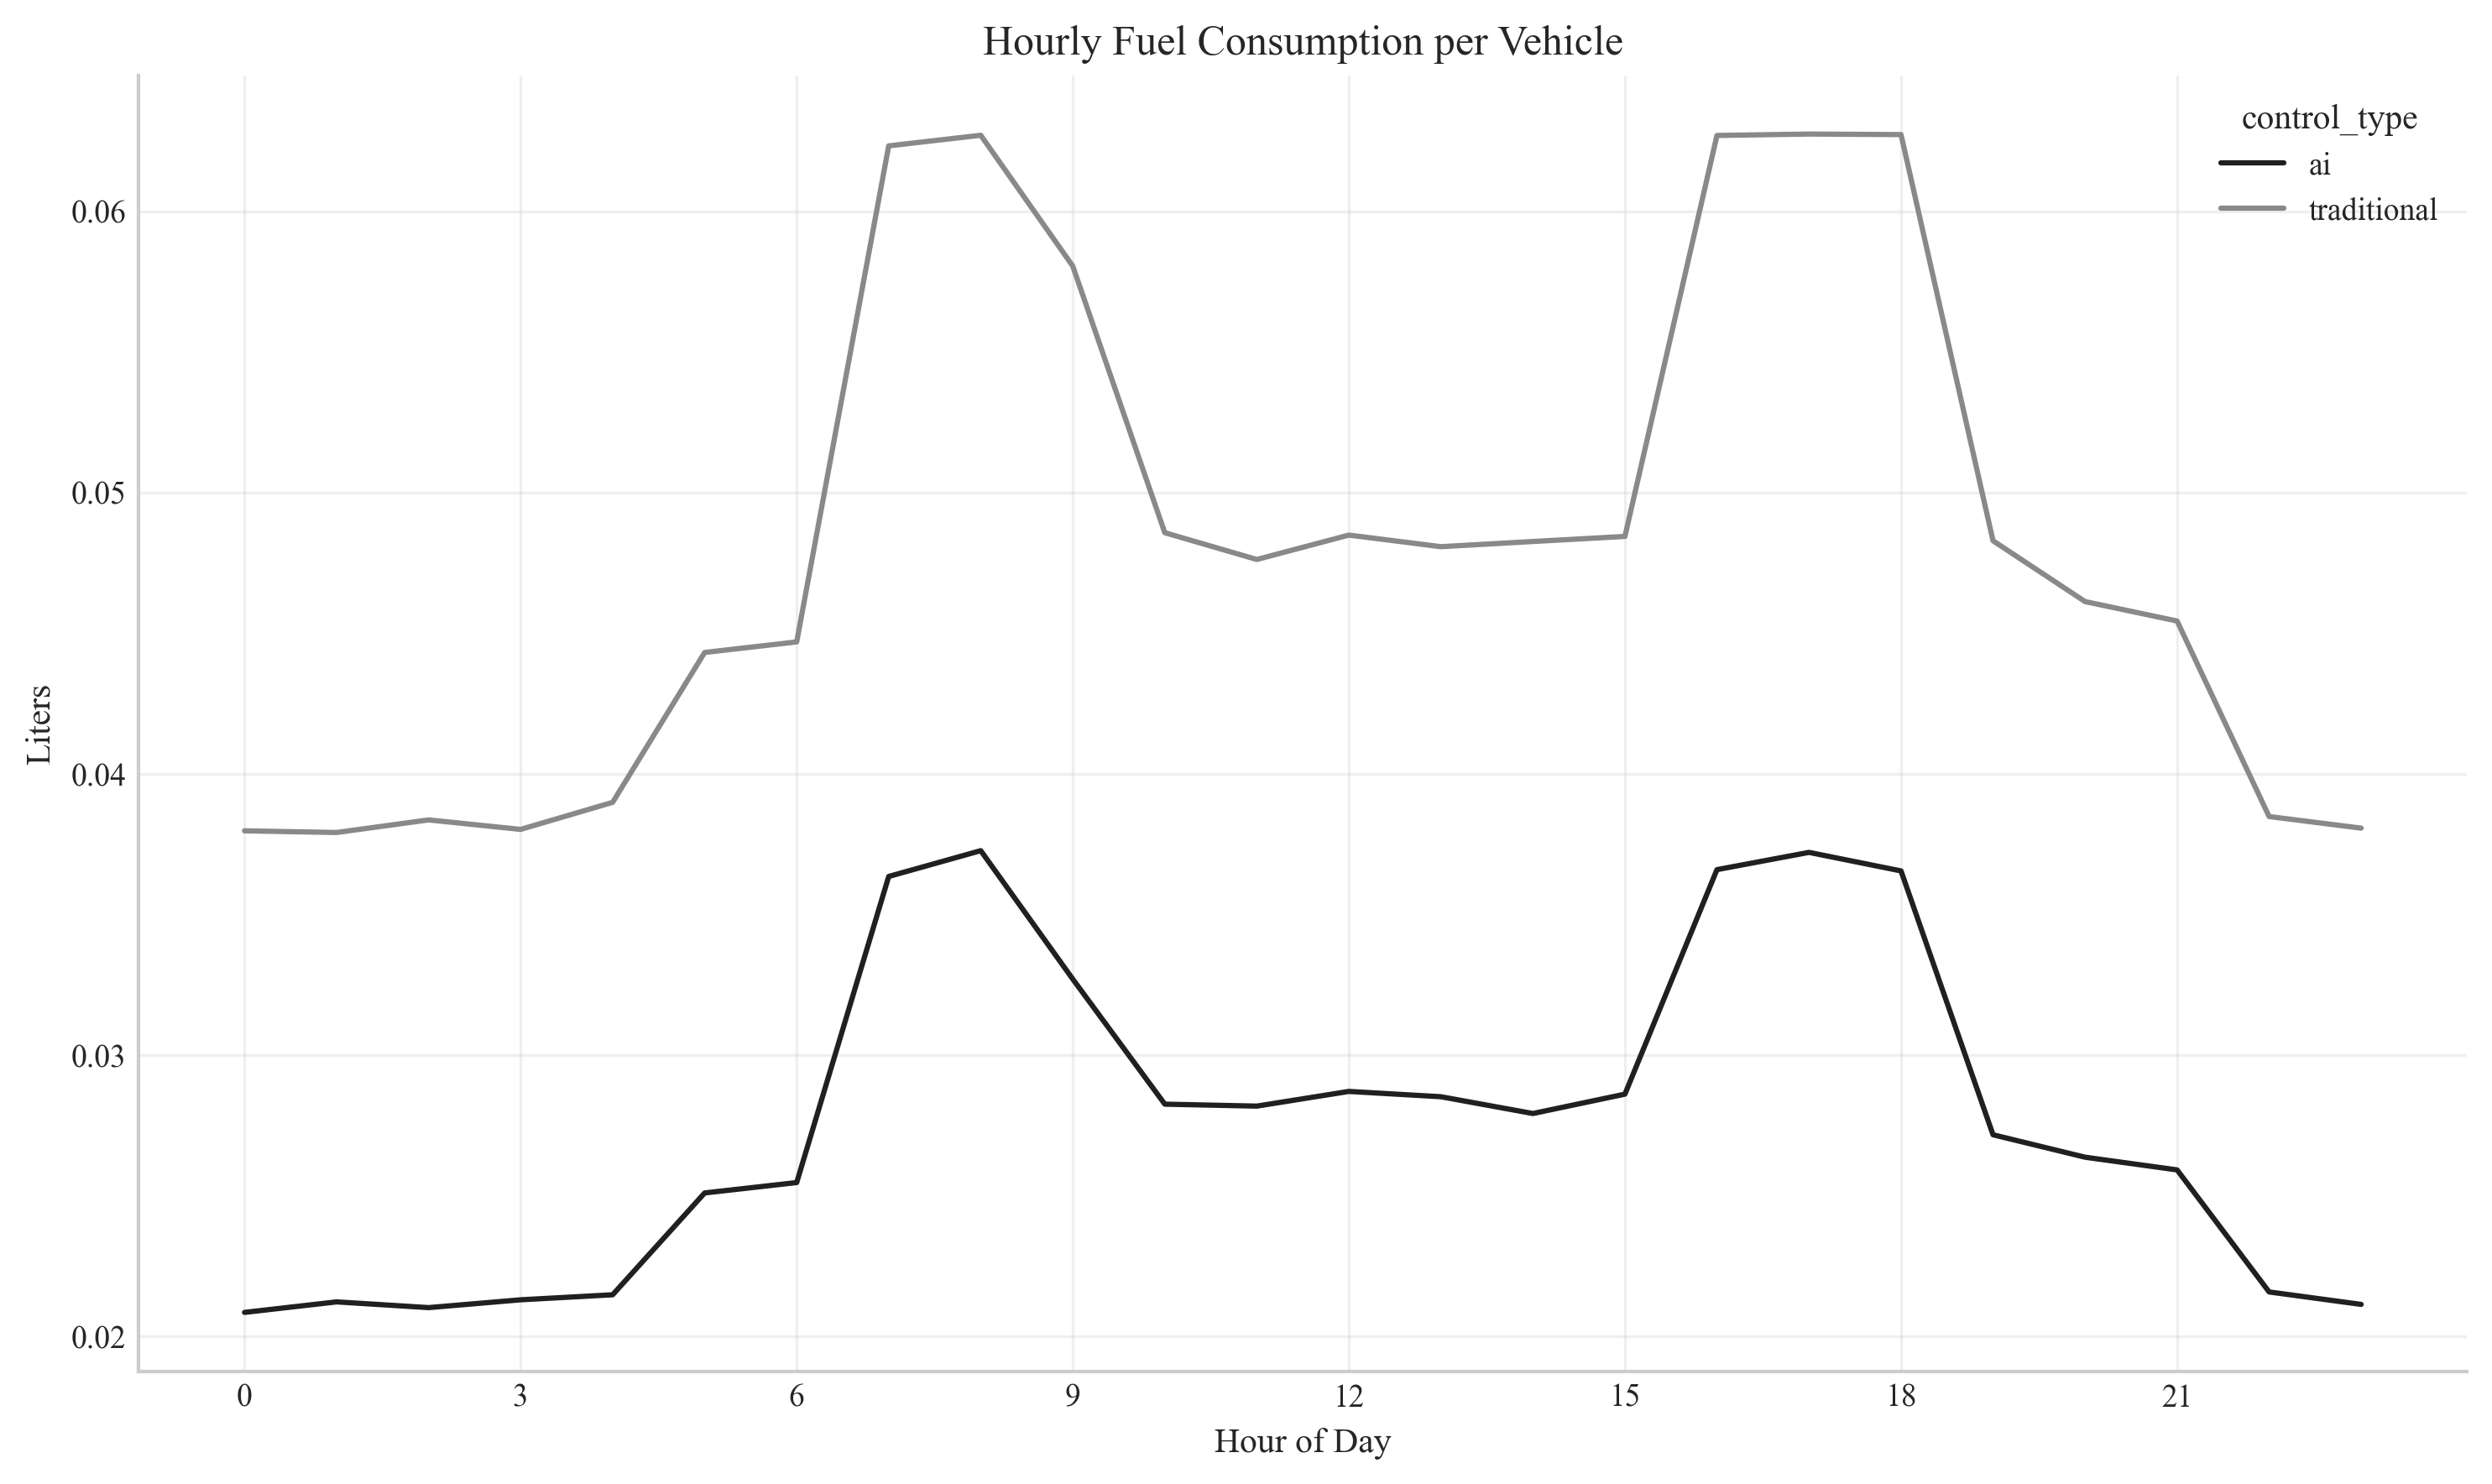 Hourly Fuel Consumption per Vehicle
control_type
ai
traditional
Liters
0.06
0.05
0.04
0.03
0.02
0 3 6 9 12 15 18 21
Hour of Day